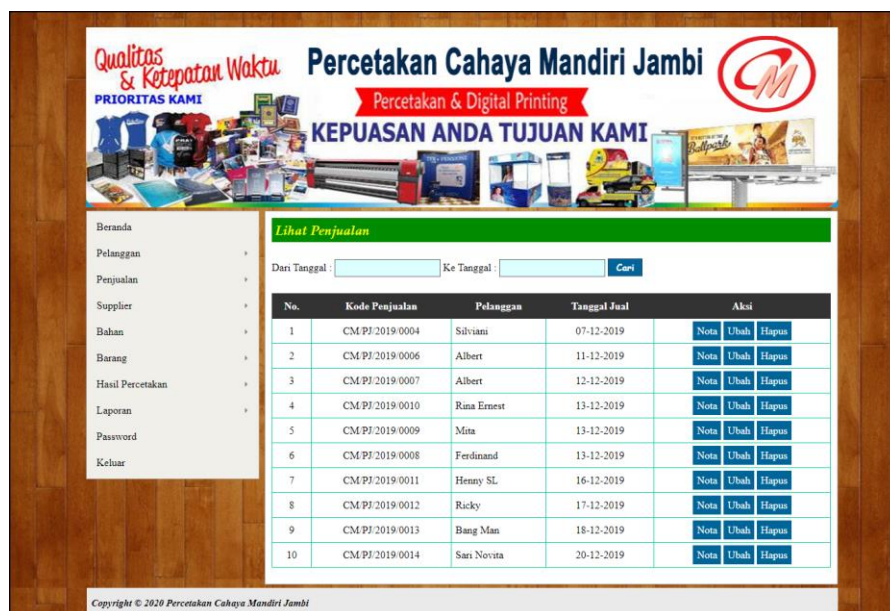 Qualitas
& Ketepatan Waktu
PRIORITAS KAMI
Percetakan Cahaya Mandiri Jambi
Percetakan & Digital Printing
KEPUASAN ANDA TUJUAN KAMI
CM
Ballpark
Beranda
Pelanggan
Penjualan
Supplier
Bahan
Barang
Hasil Percetakan
Laporan
Password
Keluar
Lihat Penjualan
Dari Tanggal : Ke Tanggal : Cari
No. Kode Penjualan Pelanggan Tanggal Jual Aksi
1 CM/PJ/2019/0004 Silviani 07-12-2019 Nota Ubah Hapus
2 CM/PJ/2019/0006 Albert 11-12-2019 Nota Ubah Hapus
3 CM/PJ/2019/0007 Albert 12-12-2019 Nota Ubah Hapus
4 CM/PJ/2019/0010 Rina Ernest 13-12-2019 Nota Ubah Hapus
5 CM/PJ/2019/0009 Mita 13-12-2019 Nota Ubah Hapus
6 CM/PJ/2019/0008 Ferdinand 13-12-2019 Nota Ubah Hapus
7 CM/PJ/2019/0011 Henny SL 16-12-2019 Nota Ubah Hapus
8 CM/PJ/2019/0012 Ricky 17-12-2019 Nota Ubah Hapus
9 CM/PJ/2019/0013 Bang Man 18-12-2019 Nota Ubah Hapus
10 CM/PJ/2019/0014 Sari Novita 20-12-2019 Nota Ubah Hapus
Copyright © 2020 Percetakan Cahaya Mandiri Jambi